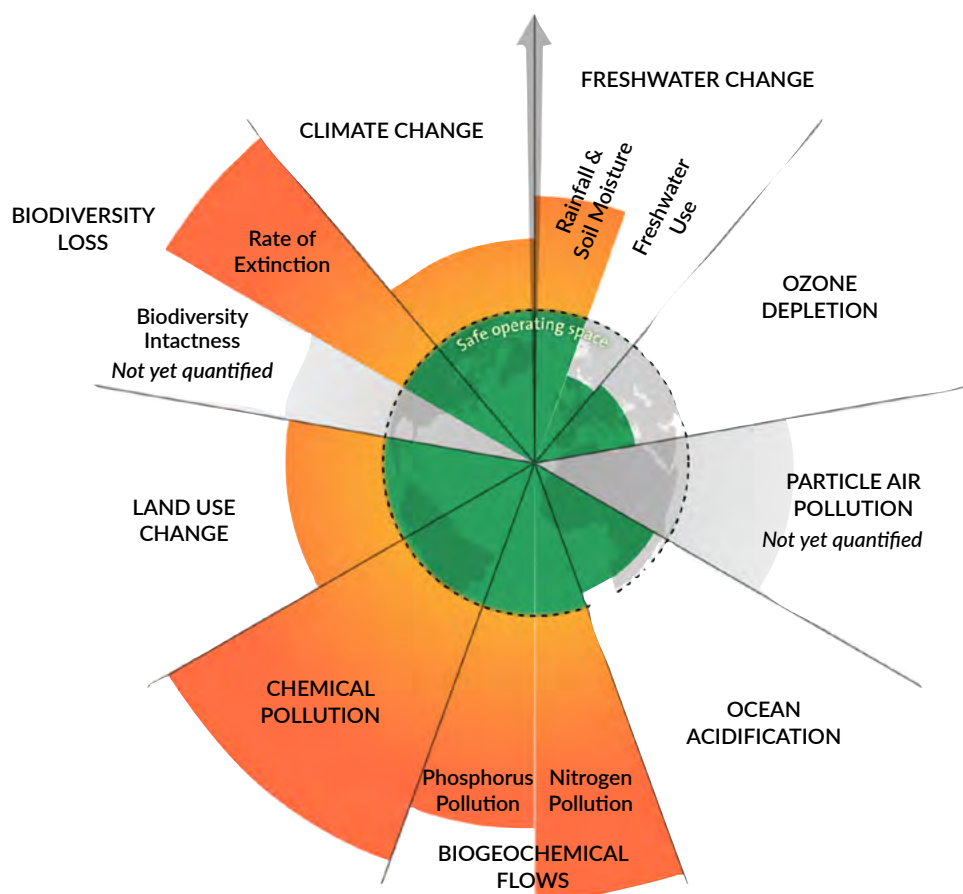 FRESHWATER CHANGE
CLIMATE CHANGE
Rainfall &
Soil Moisture
Freshwater
Use
BIODIVERSITY
LOSS
Rate of
Extinction
OZONE
DEPLETION
Biodiversity
Intactness
Not yet quantified
Safe operating space
LAND USE
CHANGE
PARTICLE AIR
POLLUTION
Not yet quantified
CHEMICAL
POLLUTION
OCEAN
ACIDIFICATION
Phosphorus
Pollution
Nitrogen
Pollution
BIOGEOCHEMICAL
FLOWS